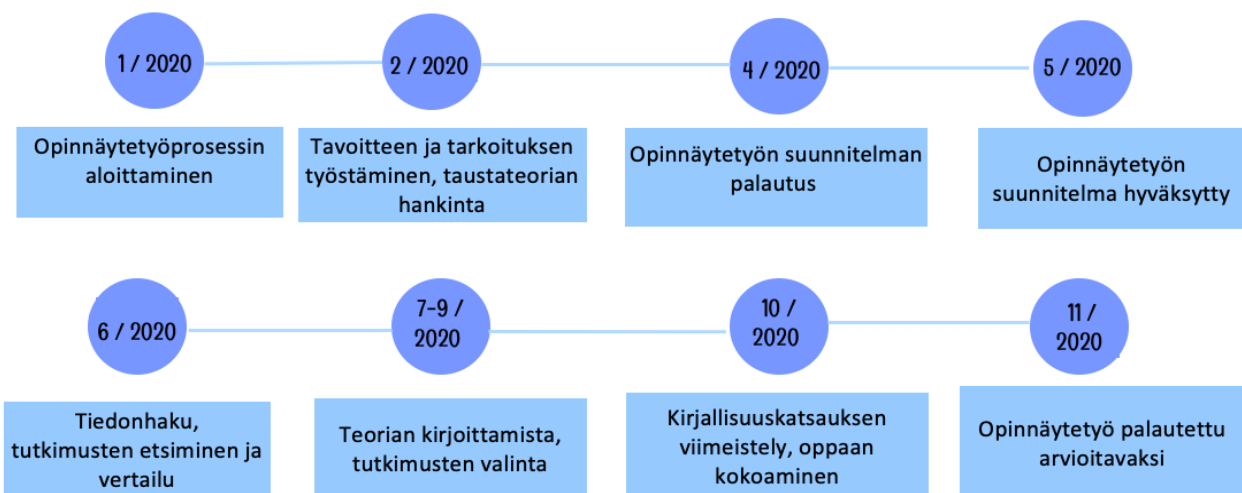 1 / 2020
Opinnäytetyöprosessin
aloittaminen
2 / 2020
Tavoitteen ja tarkoituksen
työstäminen, taustateorian
hankinta
4 / 2020
Opinnäytetyön suunnitelman
palautus
5 / 2020
Opinnäytetyön
suunnitelma hyväksytty
6 / 2020
Tiedonhaku,
tutkimusten etsiminen ja
vertailu
7-9 /
2020
Teorian kirjoittamista,
tutkimusten valinta
10 /
2020
Kirjallisuuskatsauksen
viimeistely, oppaan
kokoaminen
11 /
2020
Opinnäytetyö palautettu
arvioitavaksi